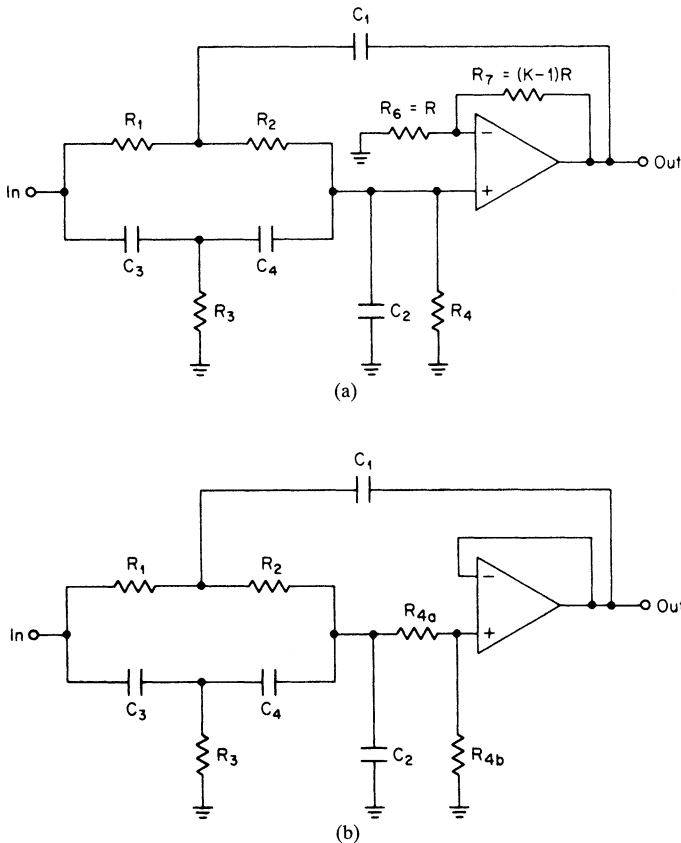 C₁
R₇ = (K−1)R
R₆ = R
R₁
R₂
−
In
Out
+
C₃
C₄
R₃
C₂
R₄
(a)
C₁
R₁
R₂
−
R₄ₐ
Out
In
+
C₃
C₄
R₃
C₂
R₄b
(b)